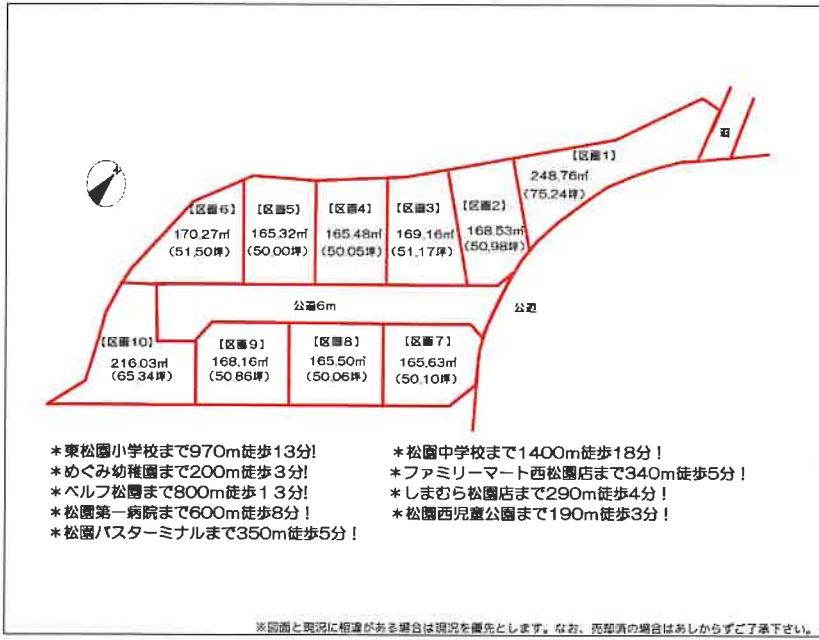 N
道
【区画1】
248.76㎡
(75.24坪)
【区画2】
168.53㎡
(50.98坪)
【区画3】
169.16㎡
(51.17坪)
【区画4】
165.48㎡
(50.05坪)
【区画5】
165.32㎡
(50.00坪)
【区画6】
170.27㎡
(51.50坪)
公道6m
公道
【区画10】
216.03㎡
(65.34坪)
【区画9】
168.16㎡
(50.86坪)
【区画8】
165.50㎡
(50.06坪)
【区画7】
165.63㎡
(50.10坪)
*東松園小学校まで970m徒歩13分!
*めぐみ幼稚園まで200m徒歩3分!
*ベルフ松園まで800m徒歩13分!
*松園第一病院まで600m徒歩8分!
*松園バスターミナルまで350m徒歩5分!
*松園中学校まで1400m徒歩18分!
*ファミリーマート西松園店まで340m徒歩5分!
*しまむら松園店まで290m徒歩4分!
*松園西児童公園まで190m徒歩3分!
※図面と現況に相違がある場合は現況を優先とします。なお、売却済の場合はあしからずご了承下さい。